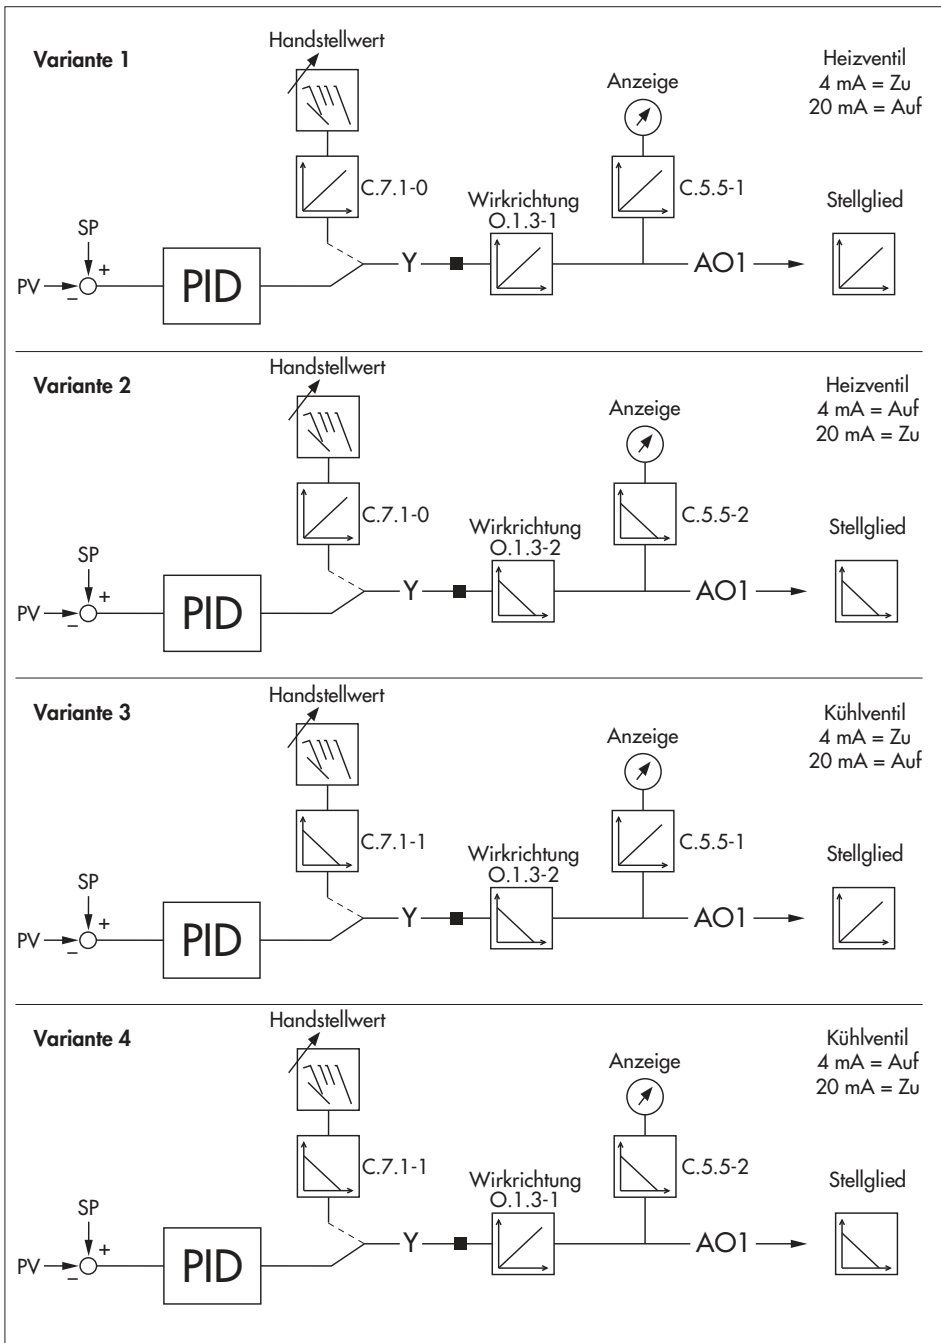 Variante 1
Handstellwert
Anzeige
Heizventil
4 mA = Zu
20 mA = Auf
C.7.1-0
C.5.5-1
Wirkrichtung
O.1.3-1
Stellglied
SP
+
PV
–
PID
Y
AO1
Variante 2
Handstellwert
Anzeige
Heizventil
4 mA = Auf
20 mA = Zu
C.7.1-0
C.5.5-2
Wirkrichtung
O.1.3-2
Stellglied
SP
+
PV
–
PID
Y
AO1
Variante 3
Handstellwert
Anzeige
Kühlventil
4 mA = Zu
20 mA = Auf
C.7.1-1
C.5.5-1
Wirkrichtung
O.1.3-2
Stellglied
SP
+
PV
–
PID
Y
AO1
Variante 4
Handstellwert
Anzeige
Kühlventil
4 mA = Auf
20 mA = Zu
C.7.1-1
C.5.5-2
Wirkrichtung
O.1.3-1
Stellglied
SP
+
PV
–
PID
Y
AO1